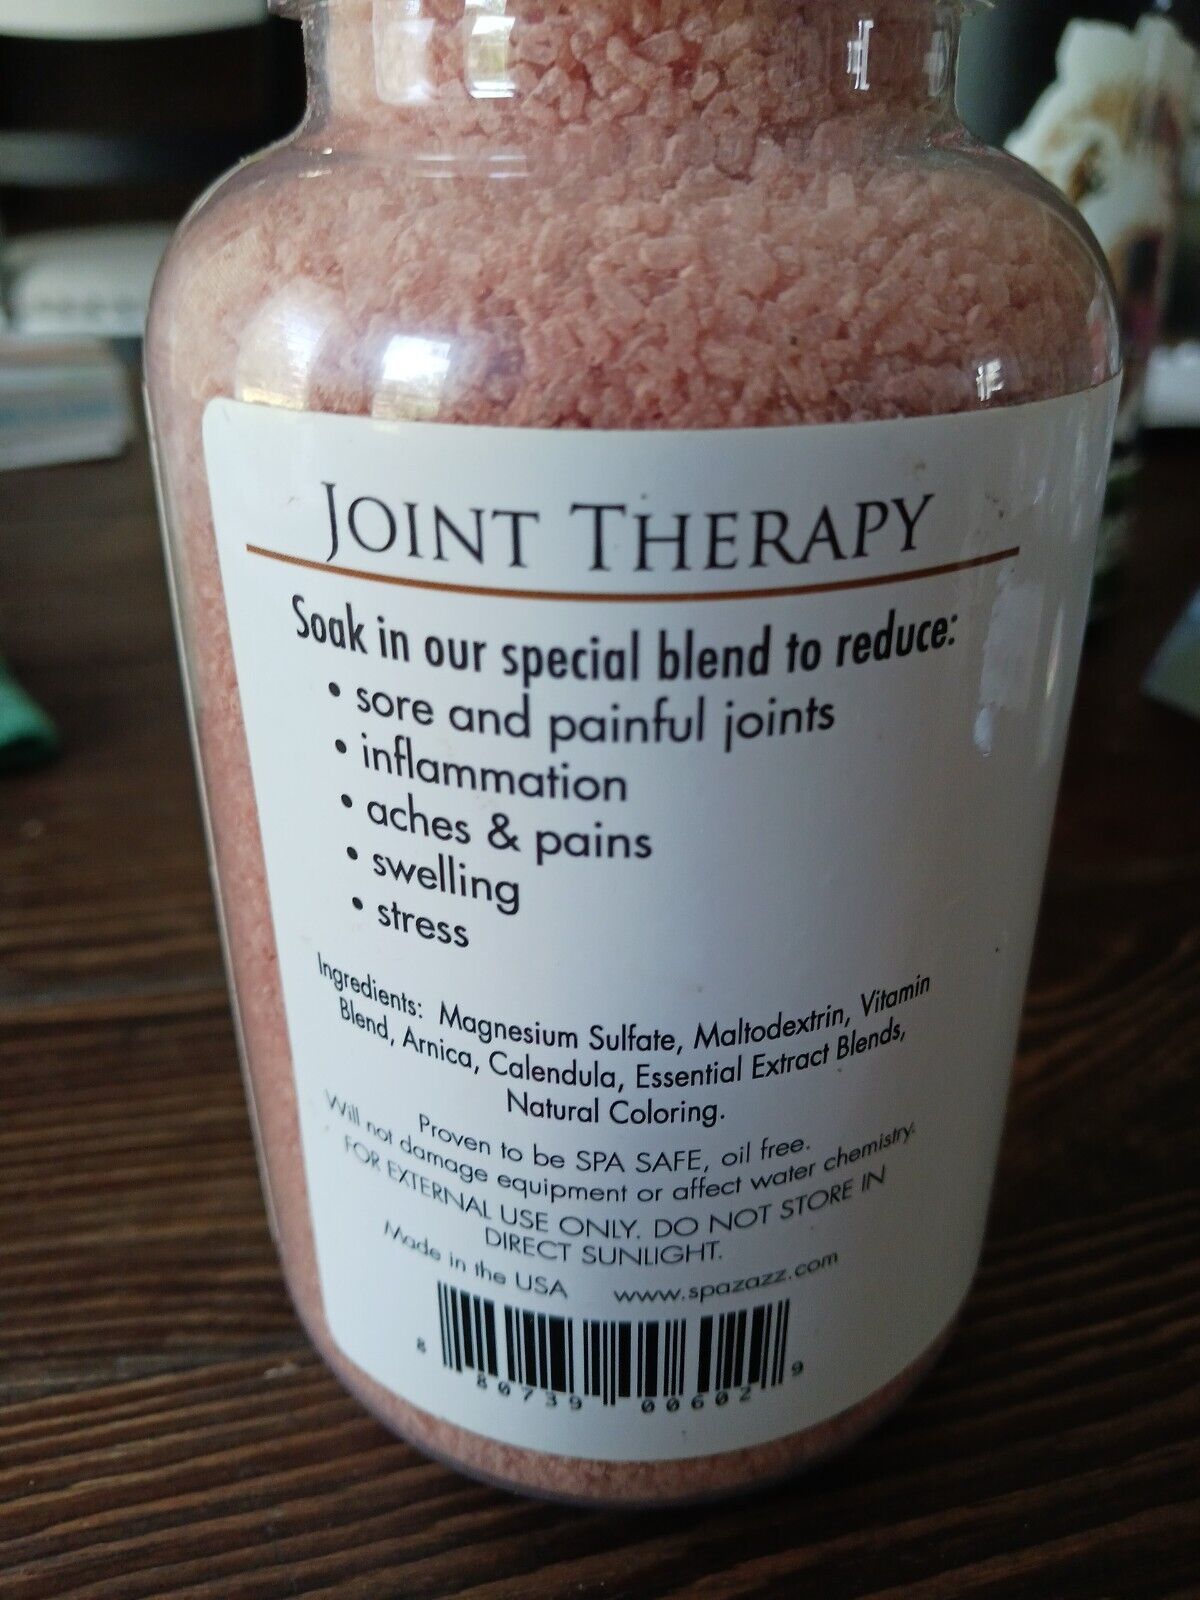 JOINT THERAPY
Soak in our special blend to reduce:
• sore and painful joints
• inflammation
• aches & pains
• swelling
• stress
Ingredients: Magnesium Sulfate, Maltodextrin, Vitamin
Blend, Arnica, Calendula, Essential Extract Blends,
Natural Coloring.
Proven to be SPA SAFE, oil free.
Will not damage equipment or affect water chemistry.
FOR EXTERNAL USE ONLY. DO NOT STORE IN
DIRECT SUNLIGHT.
Made in the USA www.spazazz.com
8 80739 00602 9